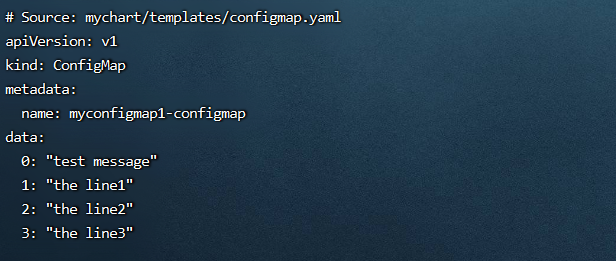 # Source: mychart/templates/configmap.yaml
apiVersion: v1
kind: ConfigMap
metadata:
  name: myconfigmap1-configmap
data:
  0: "test message"
  1: "the line1"
  2: "the line2"
  3: "the line3"